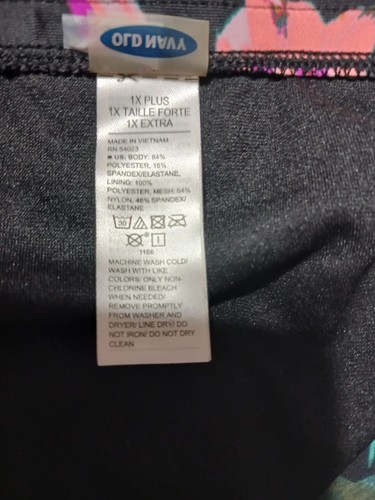 OLD NAVY
1X PLUS
1X TAILLE FORTE
1X EXTRA
MADE IN VIETNAM
RN 54023
■ US: BODY: 84%
POLYESTER, 16%
SPANDEX/ELASTANE,
LINING: 100%
POLYESTER, MESH: 54%
NYLON, 46% SPANDEX/
ELASTANE
30
1166
MACHINE WASH COLD/
WASH WITH LIKE
COLORS/ ONLY NON-
CHLORINE BLEACH
WHEN NEEDED/
REMOVE PROMPTLY
FROM WASHER AND
DRYER/ LINE DRY/ DO
NOT IRON/ DO NOT DRY
CLEAN